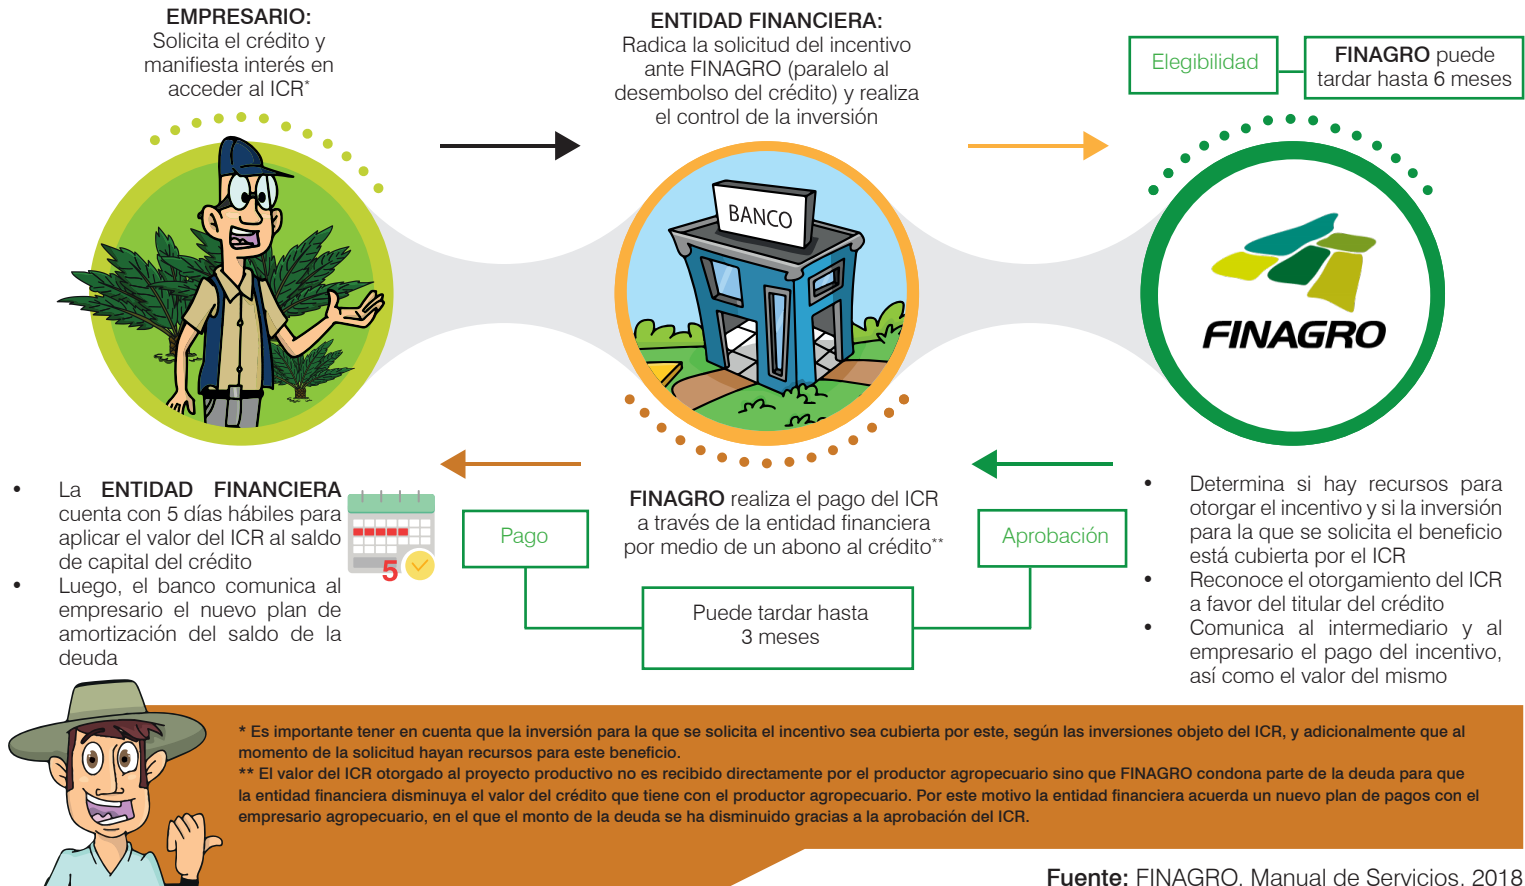 EMPRESARIO:
Solicita el crédito y
manifiesta interés en
acceder al ICR*
ENTIDAD FINANCIERA:
Radica la solicitud del incentivo
ante FINAGRO (paralelo al
desembolso del crédito) y realiza
el control de la inversión
Elegibilidad
FINAGRO puede
tardar hasta 6 meses
BANCO
FINAGRO
La ENTIDAD FINANCIERA
cuenta con 5 días hábiles para
aplicar el valor del ICR al saldo
de capital del crédito
• Luego, el banco comunica al
empresario el nuevo plan de
amortización del saldo de la
deuda
5
Pago
FINAGRO realiza el pago del ICR
a través de la entidad financiera
por medio de un abono al crédito**
Aprobación
Puede tardar hasta
3 meses
• Determina si hay recursos para
otorgar el incentivo y si la inversión
para la que se solicita el beneficio
está cubierta por el ICR
• Reconoce el otorgamiento del ICR
a favor del titular del crédito
• Comunica al intermediario y al
empresario el pago del incentivo,
así como el valor del mismo
* Es importante tener en cuenta que la inversión para la que se solicita el incentivo sea cubierta por este, según las inversiones objeto del ICR, y adicionalmente que al
momento de la solicitud hayan recursos para este beneficio.
** El valor del ICR otorgado al proyecto productivo no es recibido directamente por el productor agropecuario sino que FINAGRO condona parte de la deuda para que
la entidad financiera disminuya el valor del crédito que tiene con el productor agropecuario. Por este motivo la entidad financiera acuerda un nuevo plan de pagos con el
empresario agropecuario, en el que el monto de la deuda se ha disminuido gracias a la aprobación del ICR.
Fuente: FINAGRO. Manual de Servicios. 2018